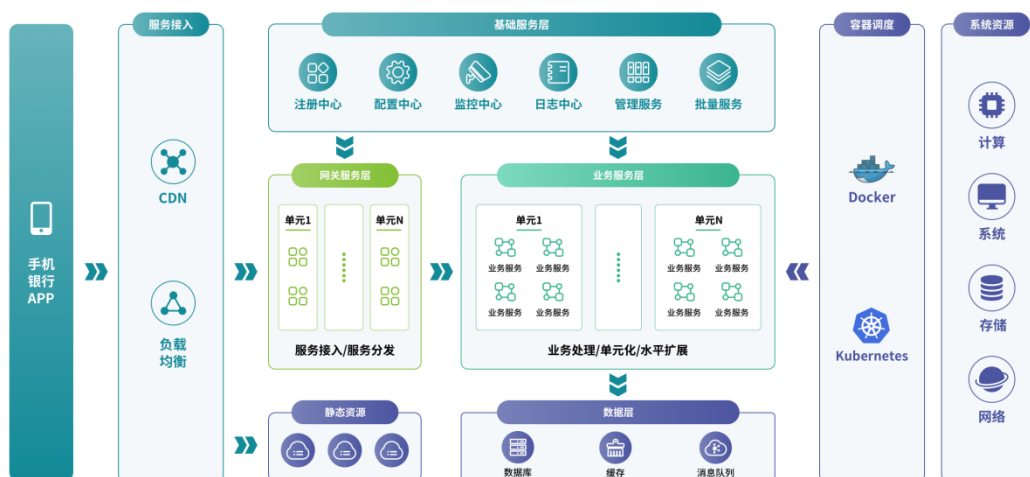 手机
银行
APP
服务接入
CDN
负载
均衡
基础服务层
注册中心
配置中心
监控中心
日志中心
管理服务
批量服务
网关服务层
单元1
单元N
服务接入/服务分发
业务服务层
单元1
业务服务 业务服务
业务服务 业务服务
单元N
业务服务 业务服务
业务服务 业务服务
业务处理/单元化/水平扩展
静态资源
数据层
数据库
缓存
消息队列
容器调度
Docker
Kubernetes
系统资源
计算
系统
存储
网络